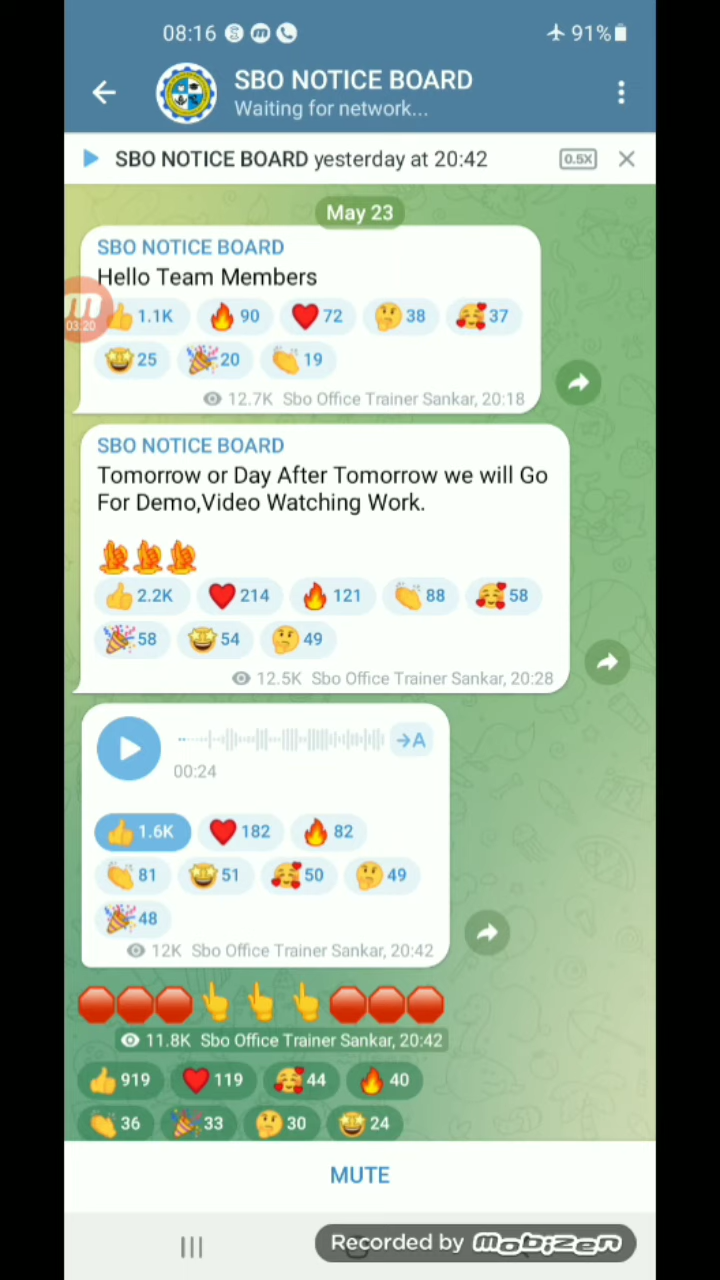 08:16
91%
SBO NOTICE BOARD
Waiting for network...
SBO NOTICE BOARD yesterday at 20:42
0.5X
May 23
SBO NOTICE BOARD
Hello Team Members
03:20
1.1K 90 72 38 37
25 20 19
12.7K Sbo Office Trainer Sankar, 20:18
SBO NOTICE BOARD
Tomorrow or Day After Tomorrow we will Go
For Demo,Video Watching Work.
2.2K 214 121 88 58
58 54 49
12.5K Sbo Office Trainer Sankar, 20:28
→A
00:24
1.6K 182 82
81 51 50 49
48
12K Sbo Office Trainer Sankar, 20:42
11.8K Sbo Office Trainer Sankar, 20:42
919 119 44 40
36 33 30 24
MUTE
Recorded by mobizen